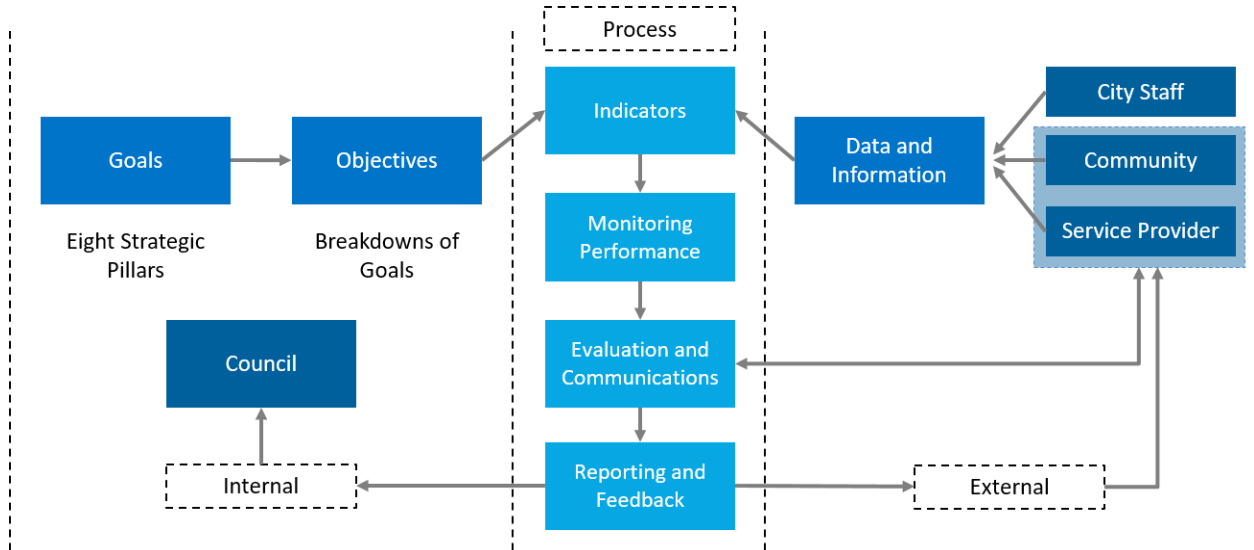 Process
Indicators
City Staff
Goals
Objectives
Data and
Information
Community
Service Provider
Eight Strategic
Pillars
Breakdowns of
Goals
Monitoring
Performance
Council
Evaluation and
Communications
Internal
Reporting and
Feedback
External